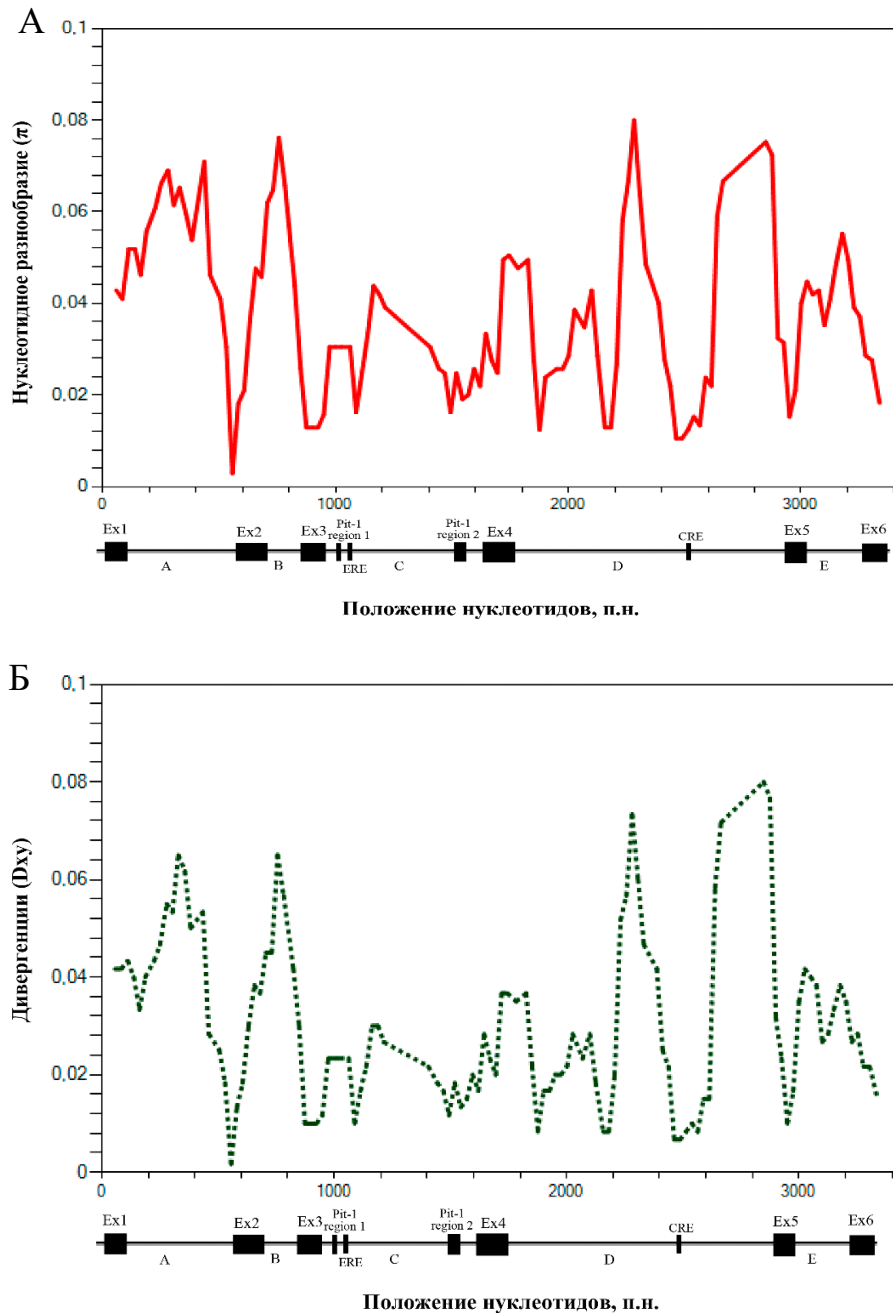 А
0.1
0.08
0.06
0.04
0.02
0
Нуклеотидное разнообразие (π)
0 1000 2000 3000
Ex1 Ex2 Ex3 Pit-1 region 1 Pit-1 region 2 Ex4 CRE Ex5 Ex6
A B ERE C D E
Положение нуклеотидов, п.н.
Б
0.1
0.08
0.06
0.04
0.02
0
Дивергенции (Dxy)
0 1000 2000 3000
Ex1 Ex2 Ex3 Pit-1 region 1 Pit-1 region 2 Ex4 CRE Ex5 Ex6
A B ERE C D E
Положение нуклеотидов, п.н.